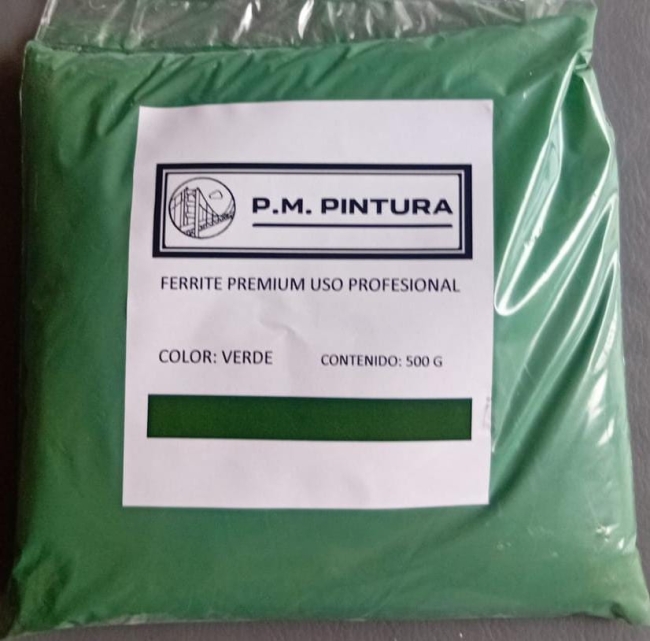 P.M. PINTURA
FERRITE PREMIUM USO PROFESIONAL
COLOR: VERDE CONTENIDO: 500 G